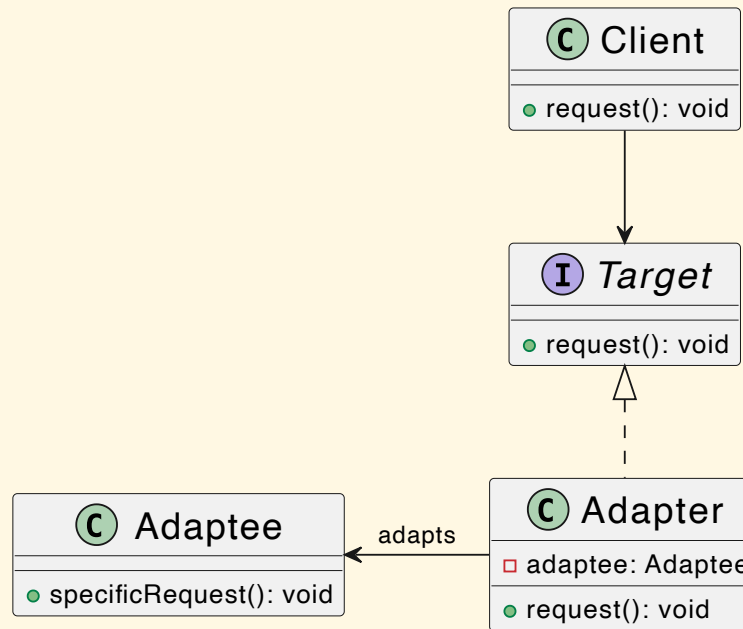 C Client
request(): void
I Target
request(): void
C Adaptee
specificRequest(): void
adapts
C Adapter
adaptee: Adaptee
request(): void